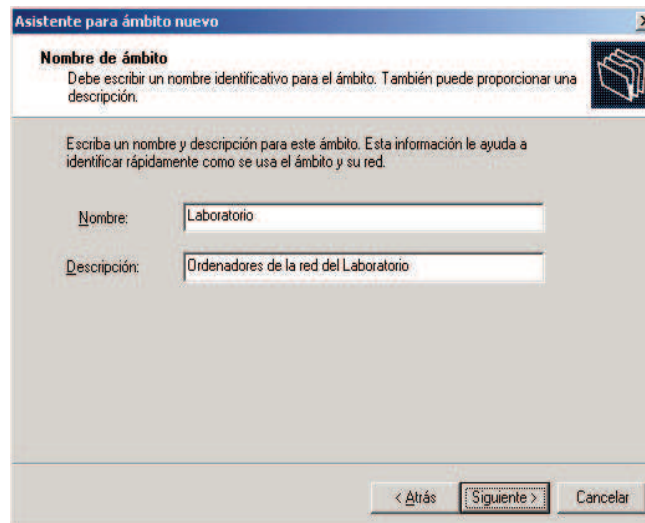 Asistente para ámbito nuevo
Nombre de ámbito
Debe escribir un nombre identificativo para el ámbito. También puede proporcionar una
descripción.
Escriba un nombre y descripción para este ámbito. Esta información le ayuda a
identificar rápidamente como se usa el ámbito y su red.
Nombre: Laboratorio
Descripción: Ordenadores de la red del Laboratorio
< Atrás Siguiente > Cancelar